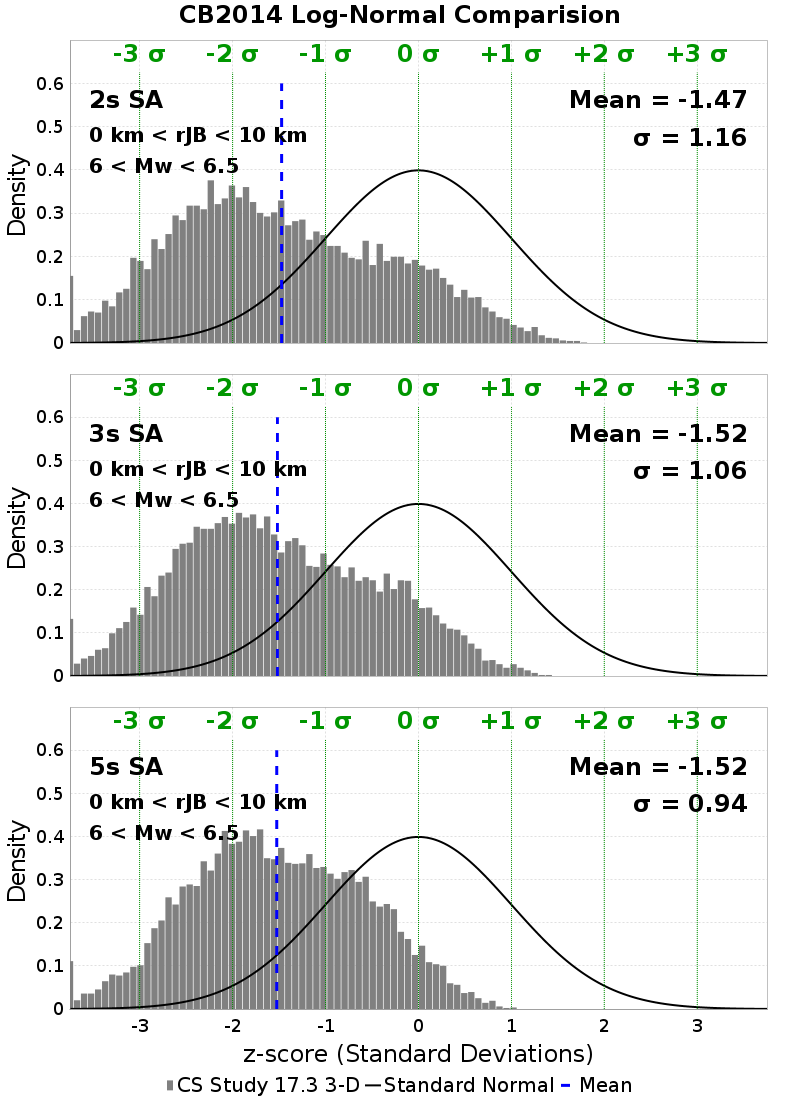 CB2014 Log-Normal Comparision
-3 σ -2 σ -1 σ 0 σ +1 σ +2 σ +3 σ
2s SA
0 km < rJB < 10 km
6 < Mw < 6.5
Mean = -1.47
σ = 1.16
Density
0.6
0.5
0.4
0.3
0.2
0.1
0
-3 σ -2 σ -1 σ 0 σ +1 σ +2 σ +3 σ
3s SA
0 km < rJB < 10 km
6 < Mw < 6.5
Mean = -1.52
σ = 1.06
Density
0.6
0.5
0.4
0.3
0.2
0.1
0
-3 σ -2 σ -1 σ 0 σ +1 σ +2 σ +3 σ
5s SA
0 km < rJB < 10 km
6 < Mw < 6.5
Mean = -1.52
σ = 0.94
Density
0.6
0.5
0.4
0.3
0.2
0.1
0
-3 -2 -1 0 1 2 3
z-score (Standard Deviations)
CS Study 17.3 3-D Standard Normal Mean